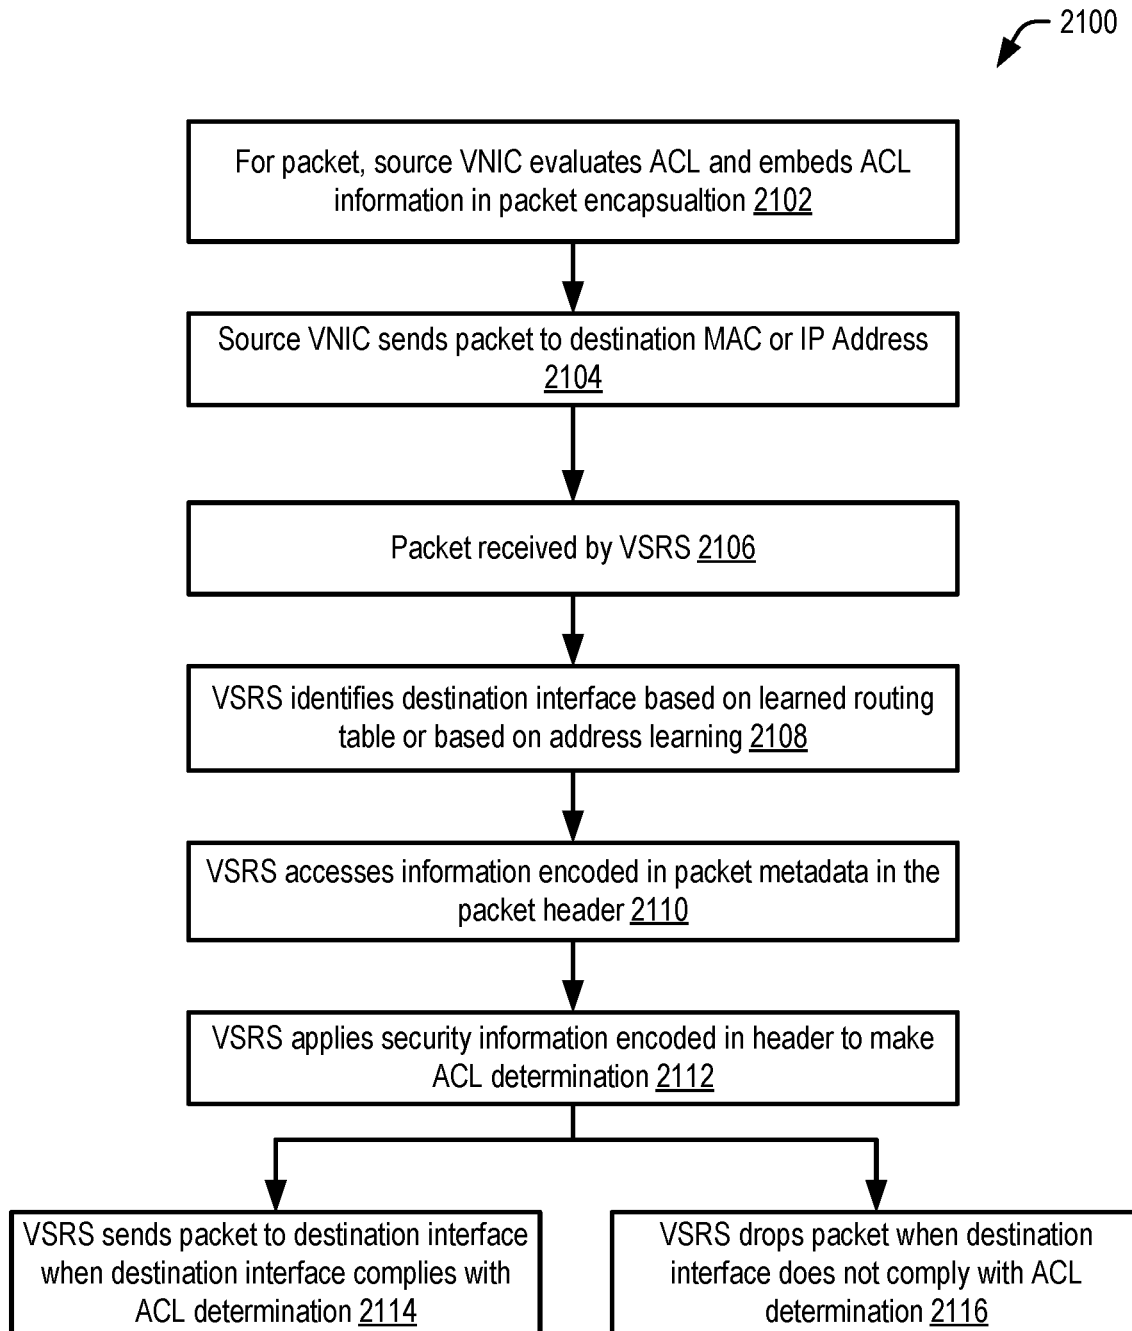 2100
For packet, source VNIC evaluates ACL and embeds ACL
information in packet encapsualtion 2102
Source VNIC sends packet to destination MAC or IP Address
2104
Packet received by VSRS 2106
VSRS identifies destination interface based on learned routing
table or based on address learning 2108
VSRS accesses information encoded in packet metadata in the
packet header 2110
VSRS applies security information encoded in header to make
ACL determination 2112
VSRS sends packet to destination interface
when destination interface complies with
ACL determination 2114
VSRS drops packet when destination
interface does not comply with ACL
determination 2116